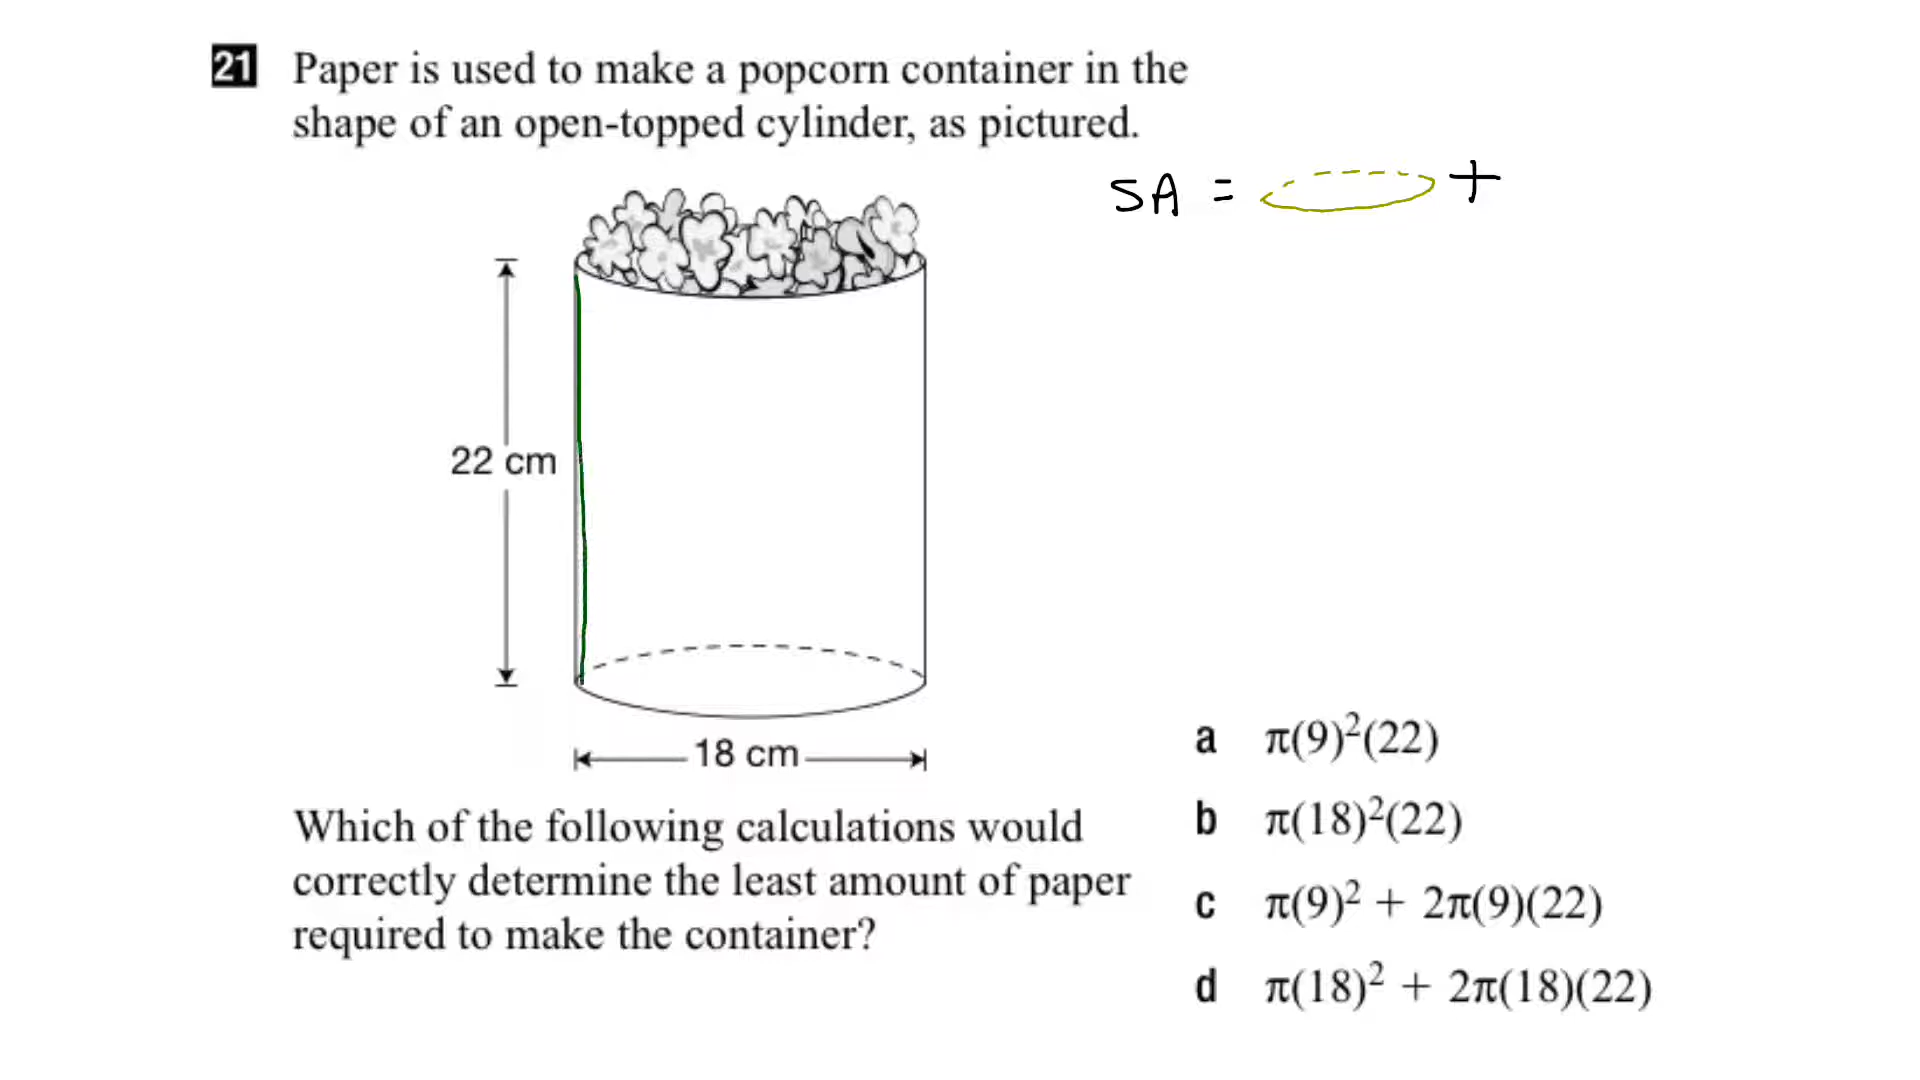 21 Paper is used to make a popcorn container in the
shape of an open-topped cylinder, as pictured.
SA = +
22 cm
18 cm
Which of the following calculations would
correctly determine the least amount of paper
required to make the container?
a π(9)²(22)
b π(18)²(22)
c π(9)² + 2π(9)(22)
d π(18)² + 2π(18)(22)